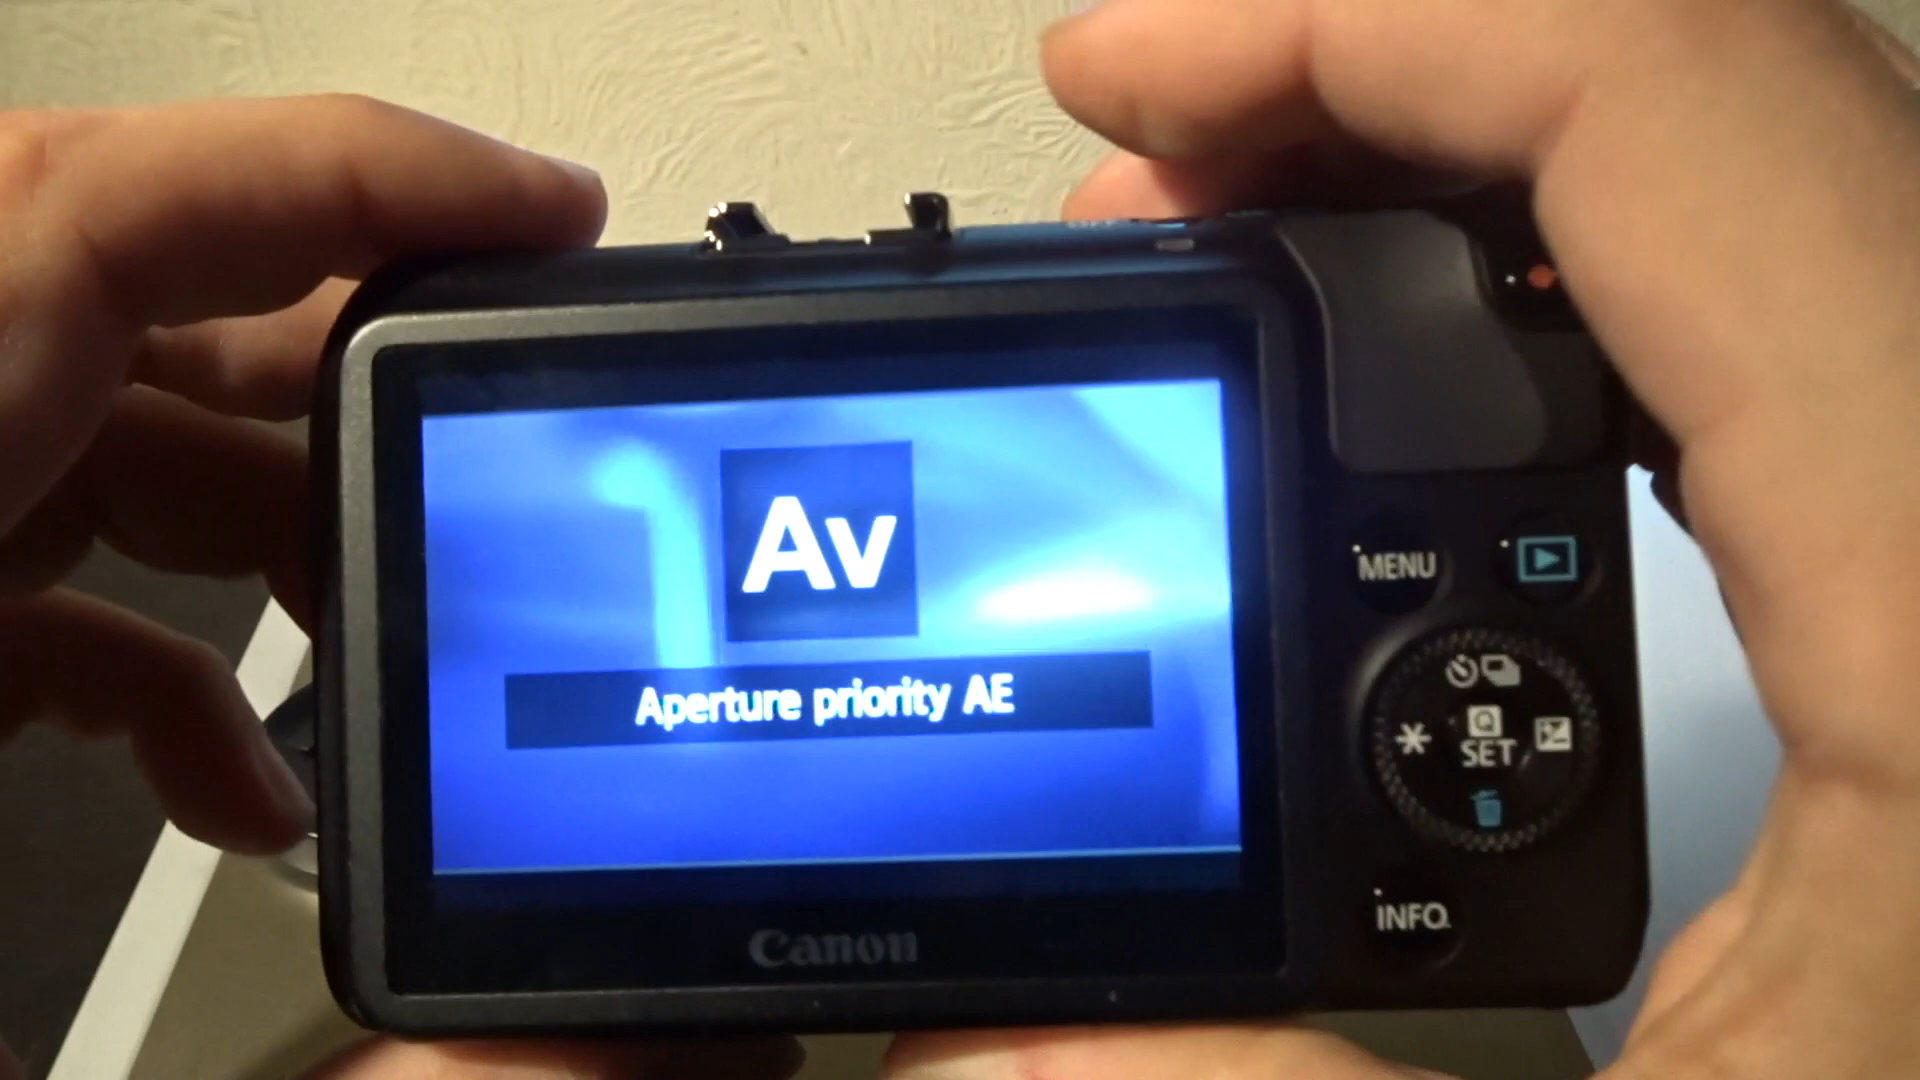 Av
Aperture priority AE
MENU
Q
SET
INFO.
Canon